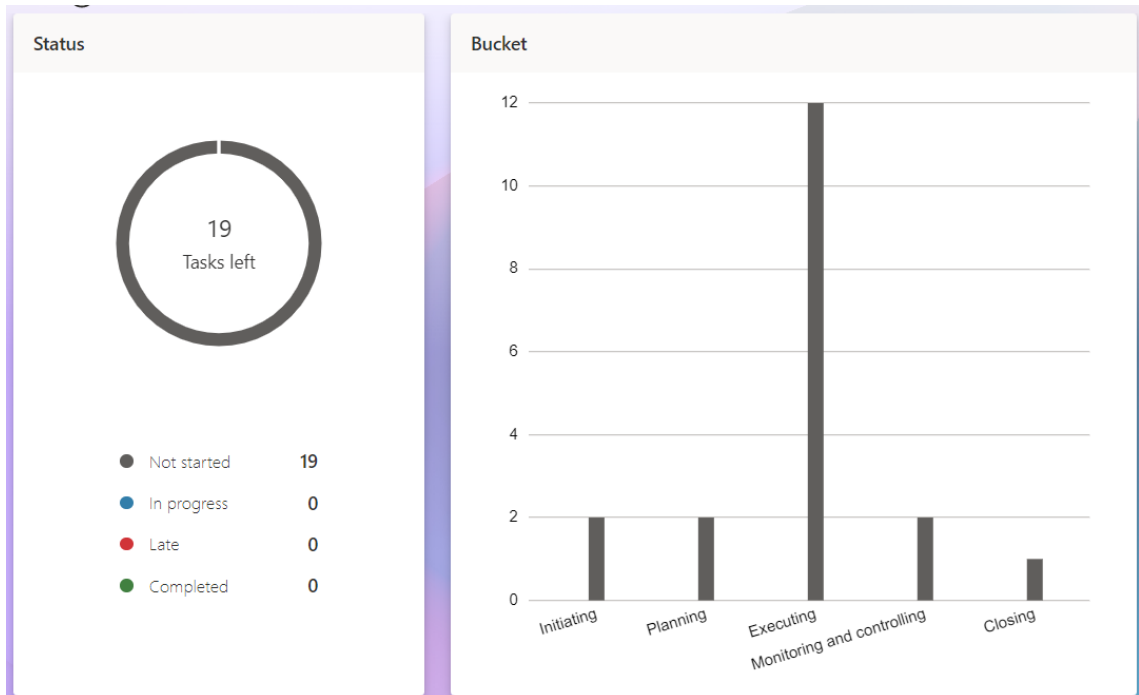 Status
19
Tasks left
Not started 19
In progress 0
Late 0
Completed 0
Bucket
12
10
8
6
4
2
0
Initiating
Planning
Executing
Monitoring and controlling
Closing